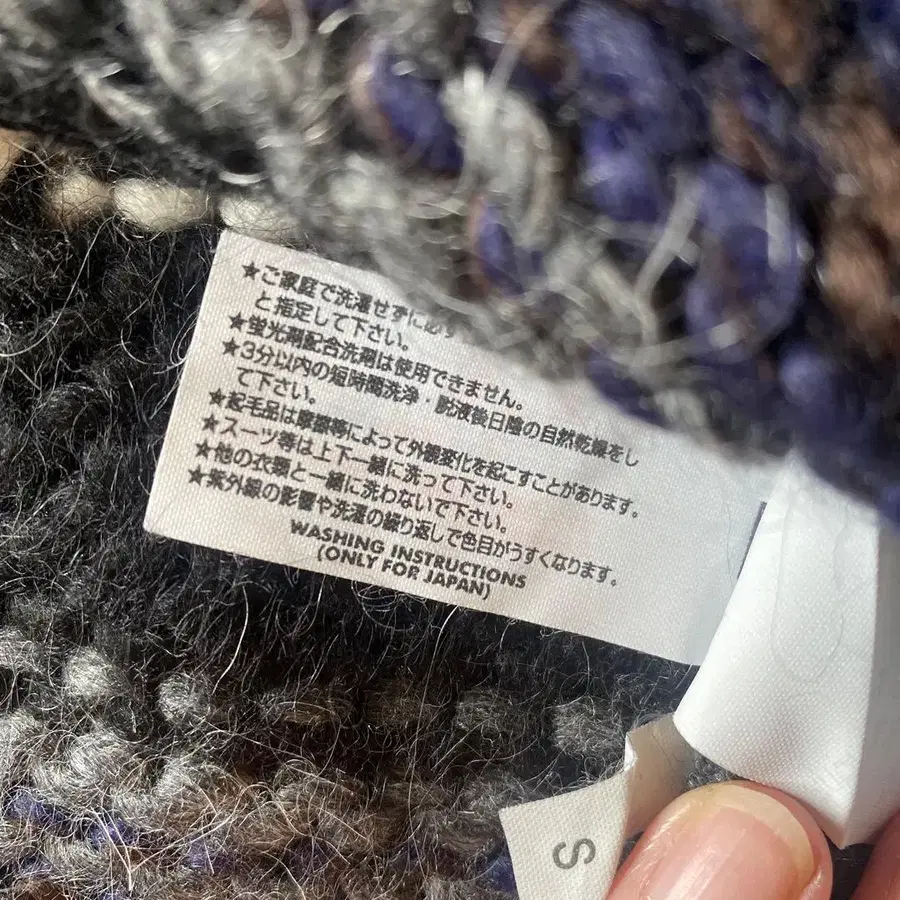 ★ご家庭で洗濯せずに必ず
と指定して下さい。
★蛍光剤配合洗剤は使用できません。
★3分以内の短時間洗浄・脱液後日陰の自然乾燥をし
て下さい。
★起毛品は摩擦等によって外観変化を起こすことがあります。
★スーツ等は上下一緒に洗って下さい。
★他の衣類と一緒に洗わないで下さい。
★紫外線の影響や洗濯の繰り返しで色目がうすくなります。
WASHING INSTRUCTIONS
(ONLY FOR JAPAN)
S